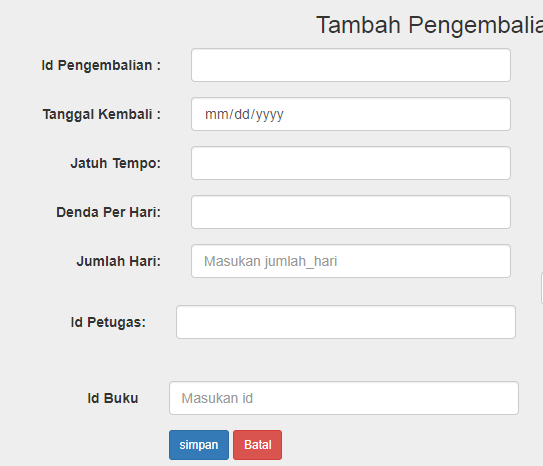 Tambah Pengembalia
Id Pengembalian :
Tanggal Kembali : mm/dd/yyyy
Jatuh Tempo:
Denda Per Hari:
Jumlah Hari: Masukan jumlah_hari
Id Petugas:
Id Buku Masukan id
simpan Batal